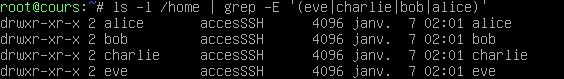 root@cours:~# ls -l /home | grep -E '(eve|charlie|bob|alice)'
drwxr-xr-x 2 alice      accesSSH      4096 janv.  7 02:01 alice
drwxr-xr-x 2 bob        accesSSH      4096 janv.  7 02:01 bob
drwxr-xr-x 2 charlie    accesSSH      4096 janv.  7 02:01 charlie
drwxr-xr-x 2 eve        accesSSH      4096 janv.  7 02:01 eve